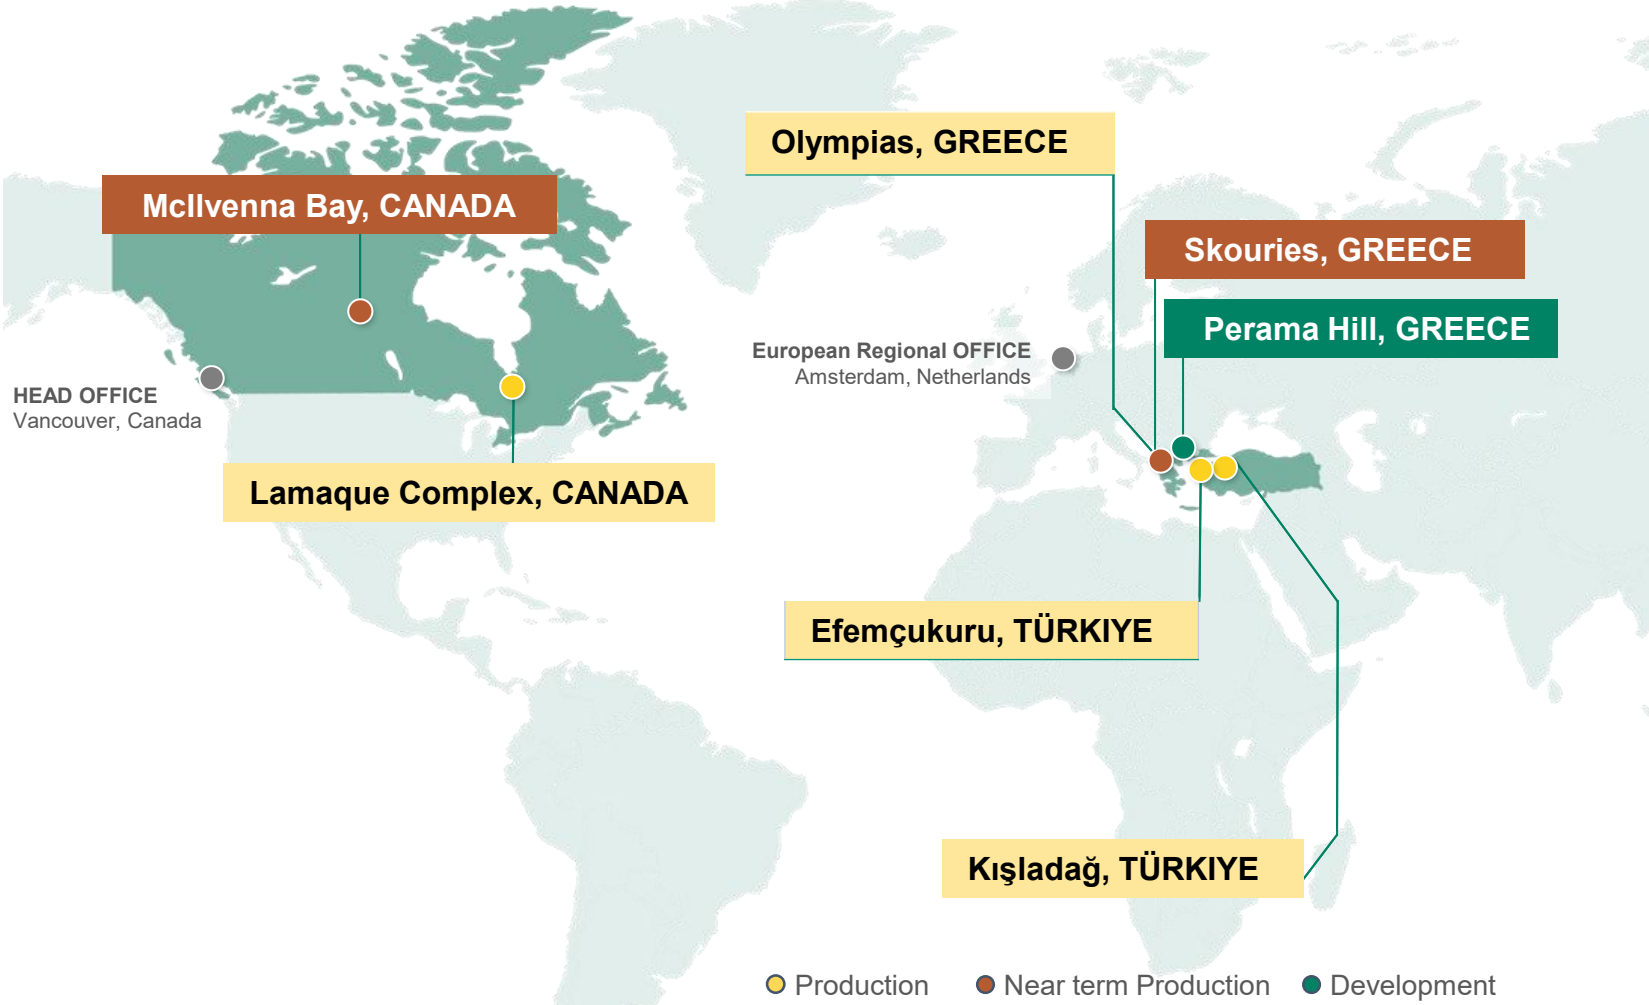 Olympias, GREECE
McIlvenna Bay, CANADA
Skouries, GREECE
Perama Hill, GREECE
European Regional OFFICE
Amsterdam, Netherlands
HEAD OFFICE
Vancouver, Canada
Lamaque Complex, CANADA
Efemçukuru, TÜRKIYE
Kışladağ, TÜRKIYE
Production
Near term Production
Development